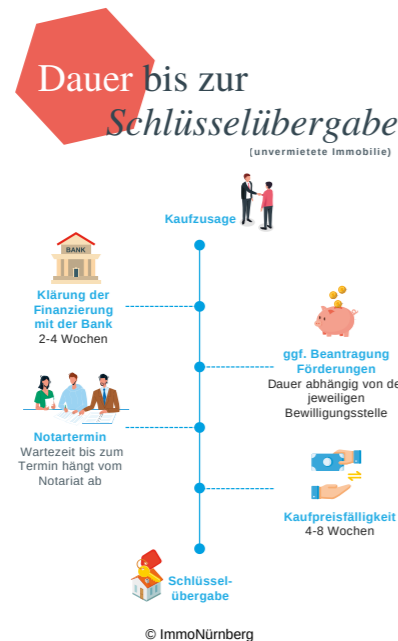 Dauer bis zur
Schlüsselübergabe
(unvermietete Immobilie)
Kaufzusage
BANK
Klärung der
Finanzierung
mit der Bank
2-4 Wochen
ggf. Beantragung
Förderungen
Dauer abhängig von de
jeweiligen
Bewilligungsstelle
Notartermin
Wartezeit bis zum
Termin hängt vom
Notariat ab
Kaufpreisfälligkeit
4-8 Wochen
Schlüssel-
übergabe
© ImmoNürnberg